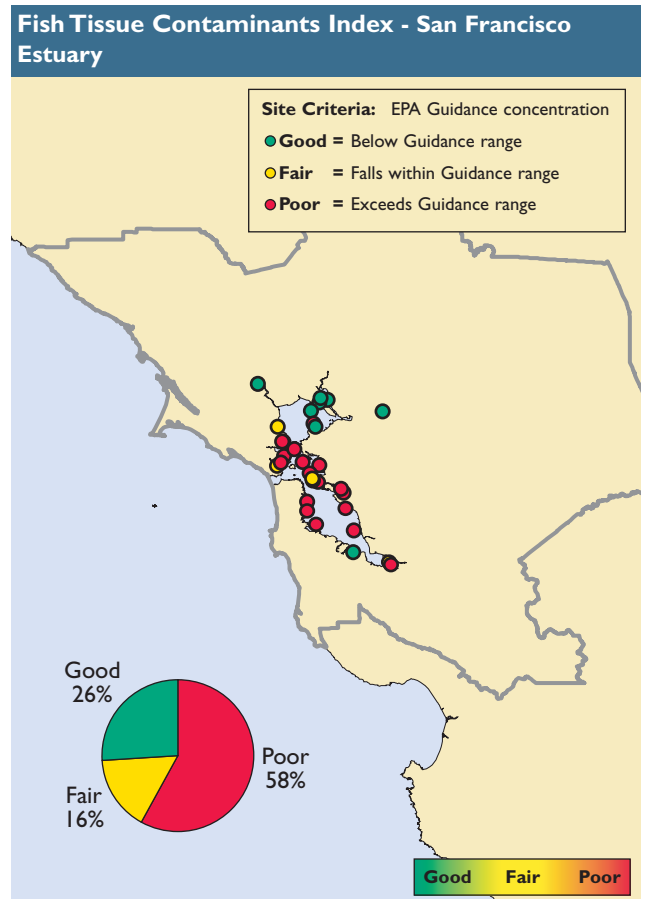 Fish Tissue Contaminants Index - San Francisco
Estuary
Site Criteria: EPA Guidance concentration
Good = Below Guidance range
Fair = Falls within Guidance range
Poor = Exceeds Guidance range
Good
26%
Poor
58%
Fair
16%
Good Fair Poor